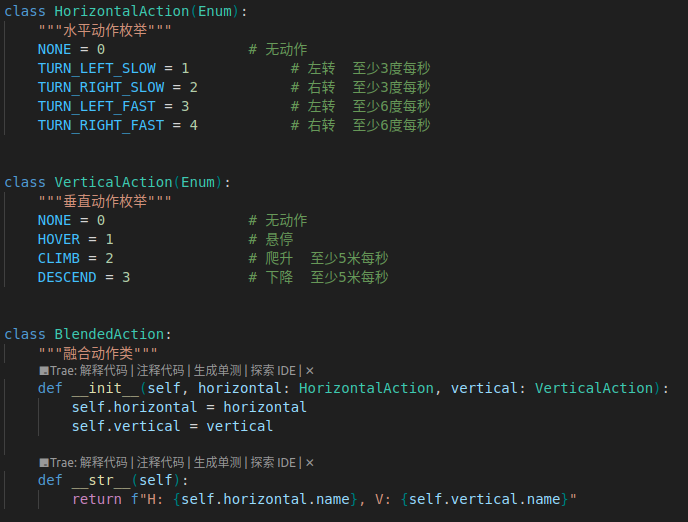 class HorizontalAction(Enum):
    """水平动作枚举"""
    NONE = 0                 # 无动作
    TURN_LEFT_SLOW = 1            # 左转  至少3度每秒
    TURN_RIGHT_SLOW = 2           # 右转  至少3度每秒
    TURN_LEFT_FAST = 3            # 左转  至少6度每秒
    TURN_RIGHT_FAST = 4           # 右转  至少6度每秒
class VerticalAction(Enum):
    """垂直动作枚举"""
    NONE = 0                 # 无动作
    HOVER = 1                # 悬停
    CLIMB = 2                # 爬升  至少5米每秒
    DESCEND = 3              # 下降  至少5米每秒
class BlendedAction:
    """融合动作类"""
    Trae: 解释代码 | 注释代码 | 生成单测 | 探索 IDE | ×
    def __init__(self, horizontal: HorizontalAction, vertical: VerticalAction):
        self.horizontal = horizontal
        self.vertical = vertical
    Trae: 解释代码 | 注释代码 | 生成单测 | 探索 IDE | ×
    def __str__(self):
        return f"H: {self.horizontal.name}, V: {self.vertical.name}"